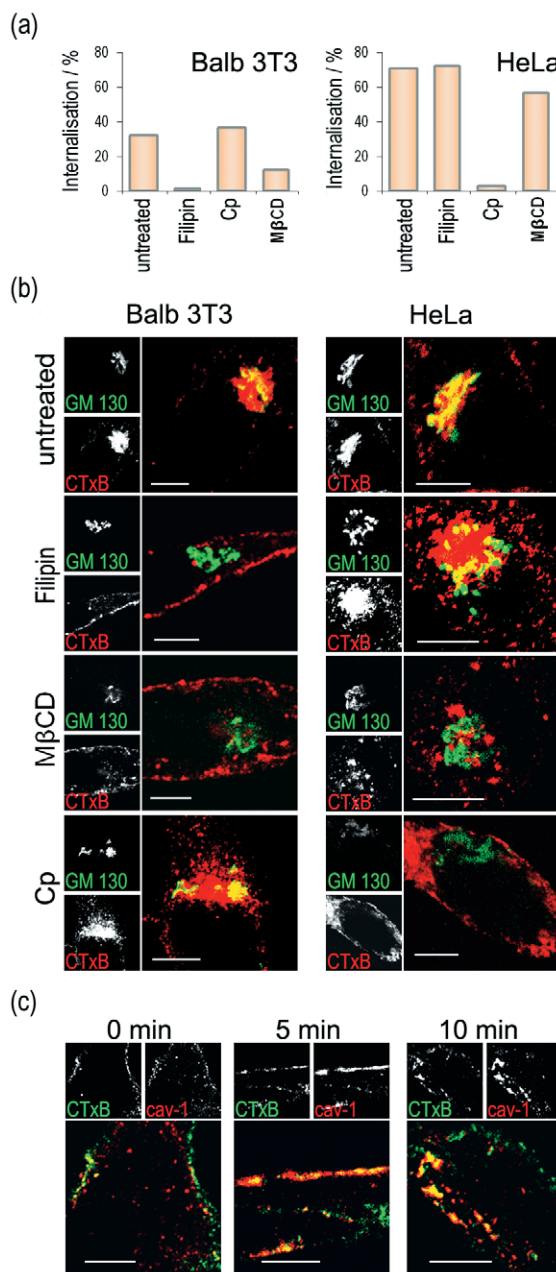 (a)
Balb 3T3
Internalisation / %
80
60
40
20
0
untreated
Filipin
Cp
MβCD
HeLa
Internalisation / %
80
60
40
20
0
untreated
Filipin
Cp
MβCD
(b)
Balb 3T3
HeLa
untreated
GM 130
CTxB
GM 130
CTxB
Filipin
GM 130
CTxB
GM 130
CTxB
MβCD
GM 130
CTxB
GM 130
CTxB
Cp
GM 130
CTxB
GM 130
CTxB
(c)
0 min
5 min
10 min
CTxB
cav-1
CTxB
cav-1
CTxB
cav-1